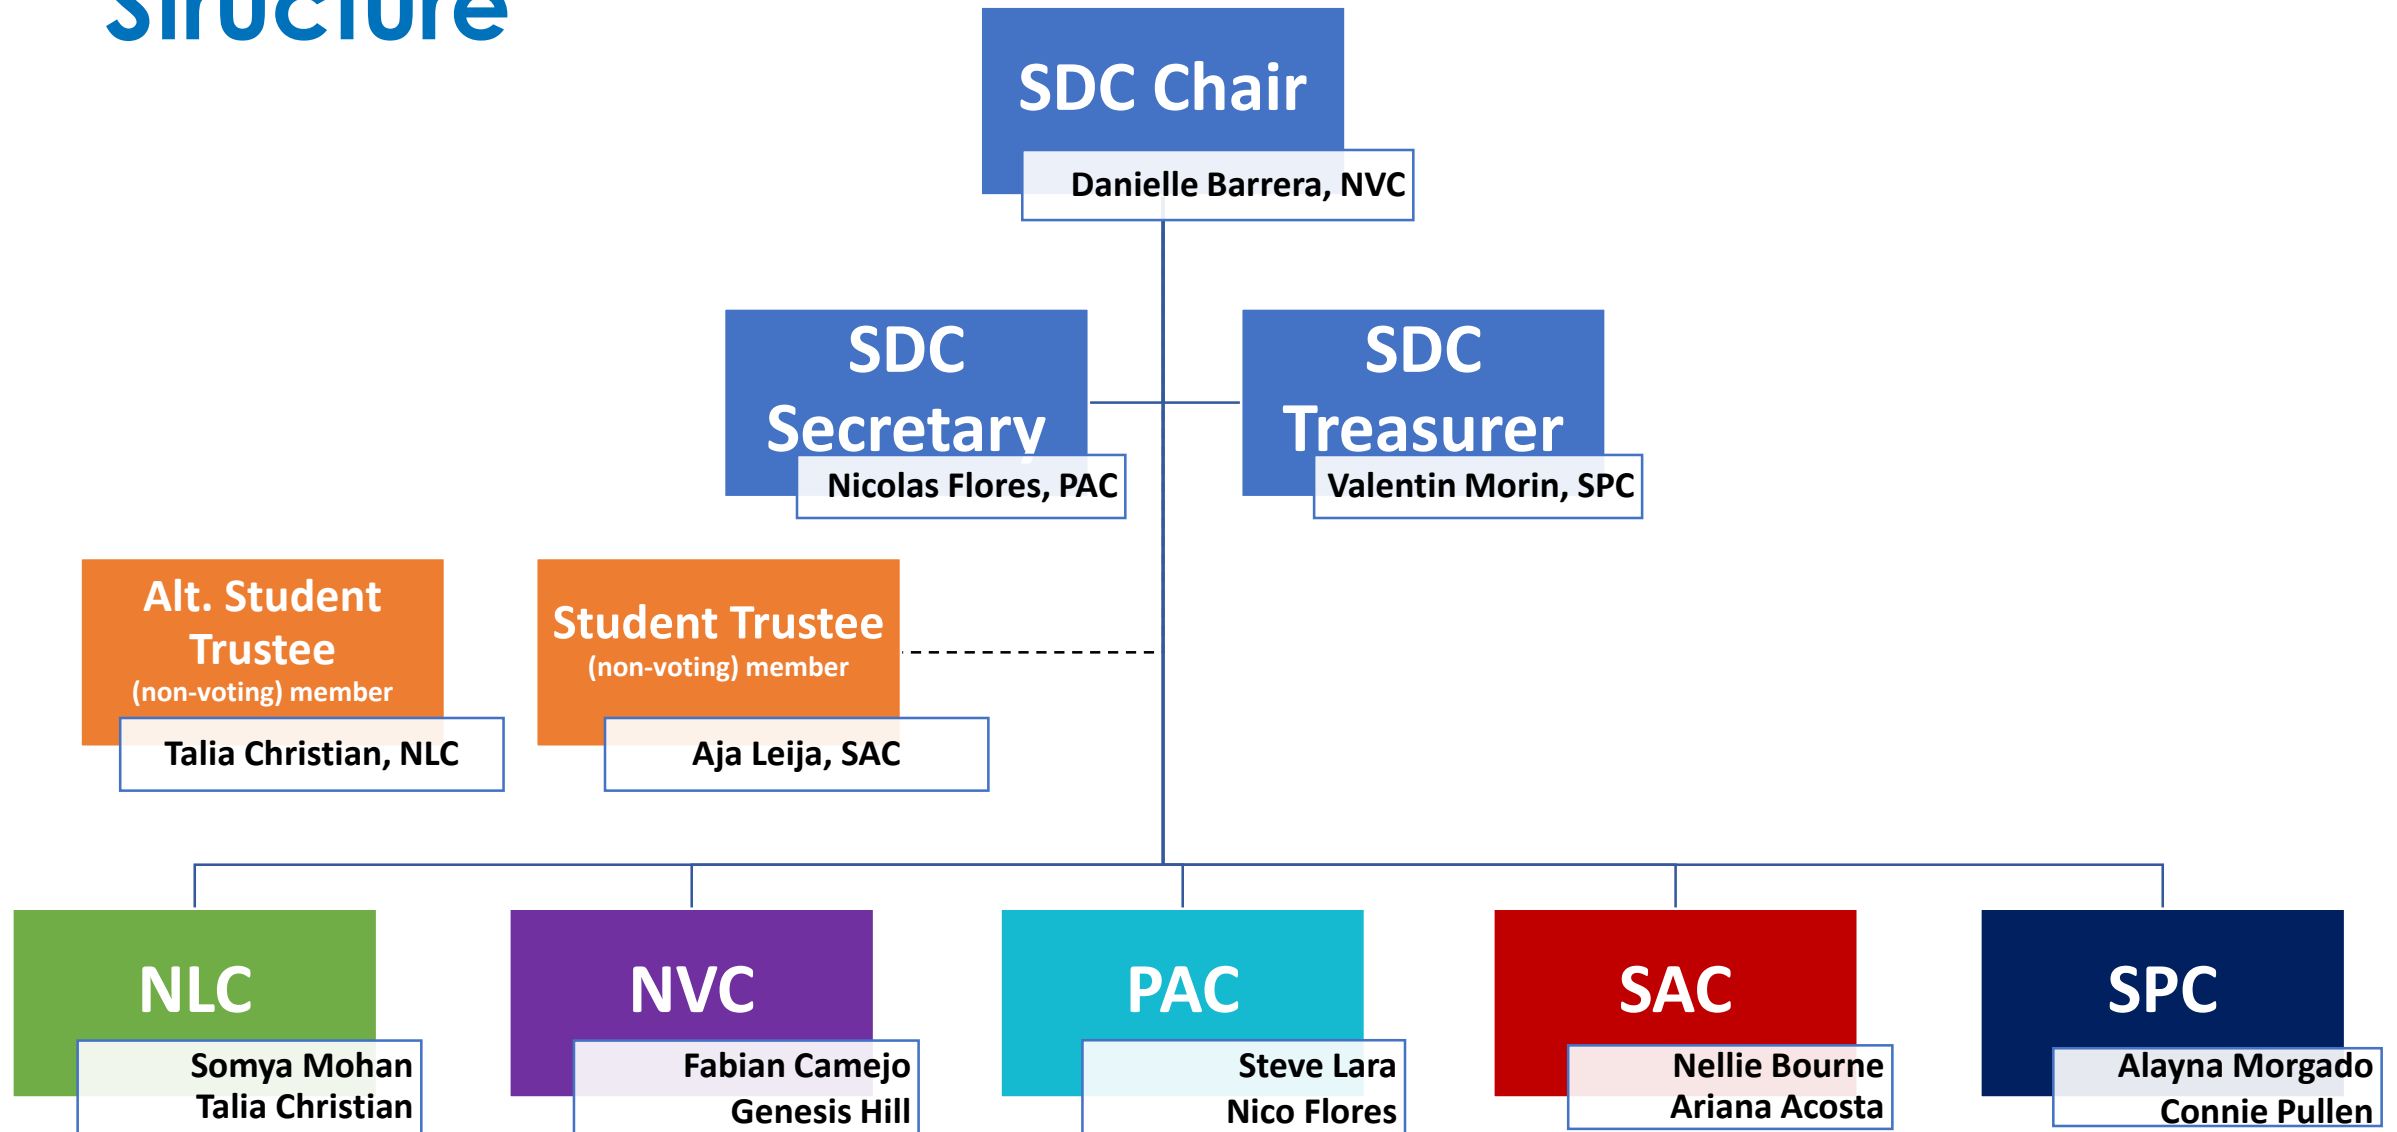 Structure
SDC Chair
Danielle Barrera, NVC
SDC
Secretary
Nicolas Flores, PAC
SDC
Treasurer
Valentin Morin, SPC
Alt. Student
Trustee
(non-voting) member
Talia Christian, NLC
Student Trustee
(non-voting) member
Aja Leija, SAC
NLC
Somya Mohan
Talia Christian
NVC
Fabian Camejo
Genesis Hill
PAC
Steve Lara
Nico Flores
SAC
Nellie Bourne
Ariana Acosta
SPC
Alayna Morgado
Connie Pullen